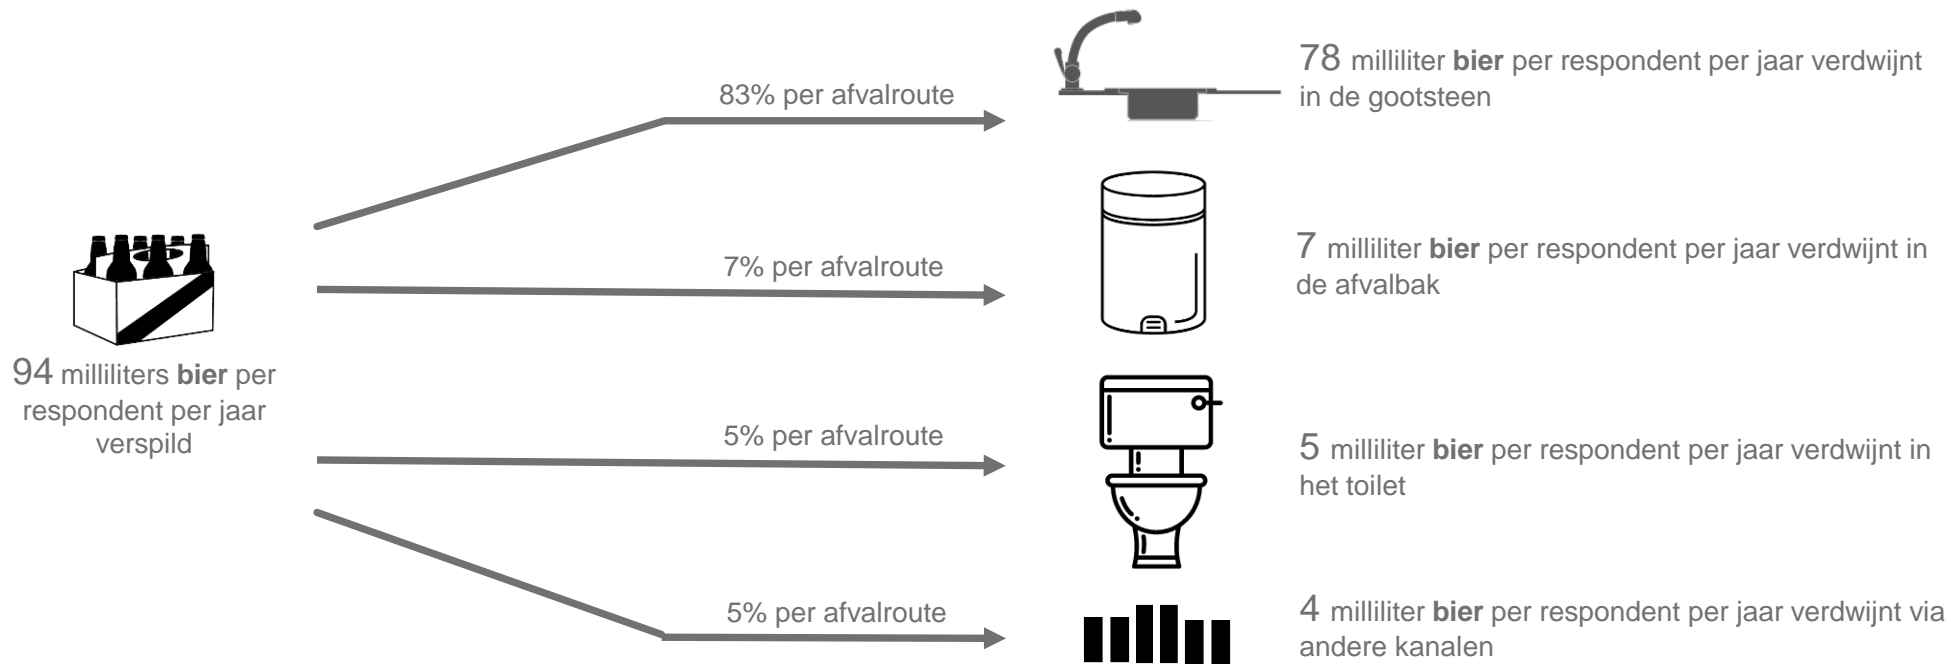 83% per afvalroute
78 milliliter bier per respondent per jaar verdwijnt
in de gootsteen
7% per afvalroute
7 milliliter bier per respondent per jaar verdwijnt in
de afvalbak
94 milliliters bier per
respondent per jaar
verspild
5% per afvalroute
5 milliliter bier per respondent per jaar verdwijnt in
het toilet
5% per afvalroute
4 milliliter bier per respondent per jaar verdwijnt via
andere kanalen